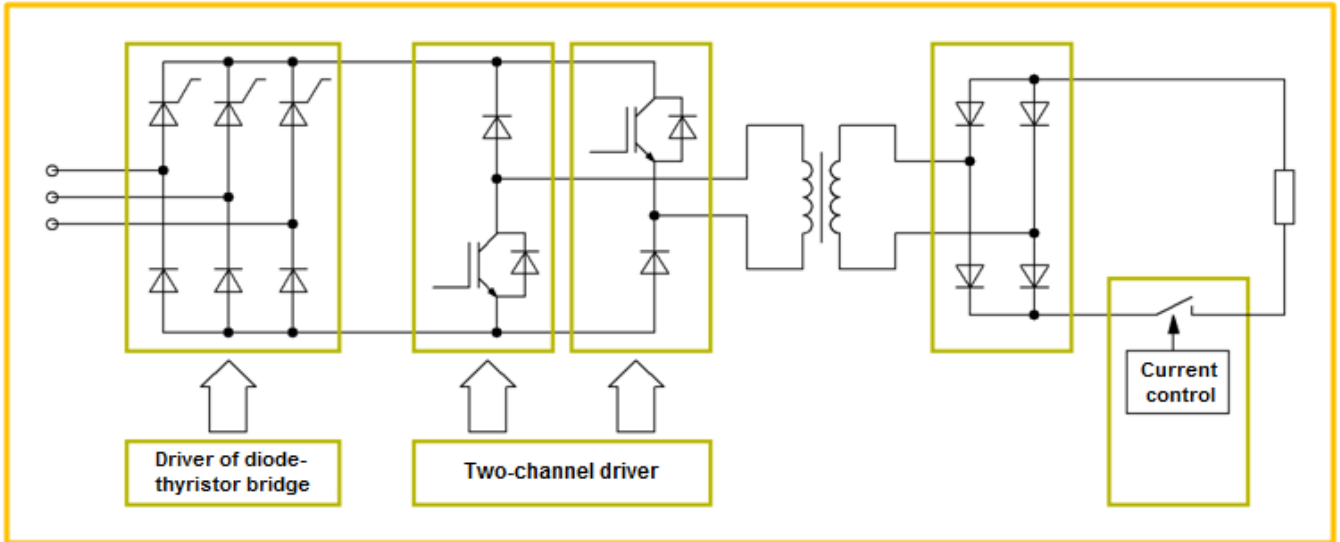 Current
control
Driver of diode-
thyristor bridge
Two-channel driver